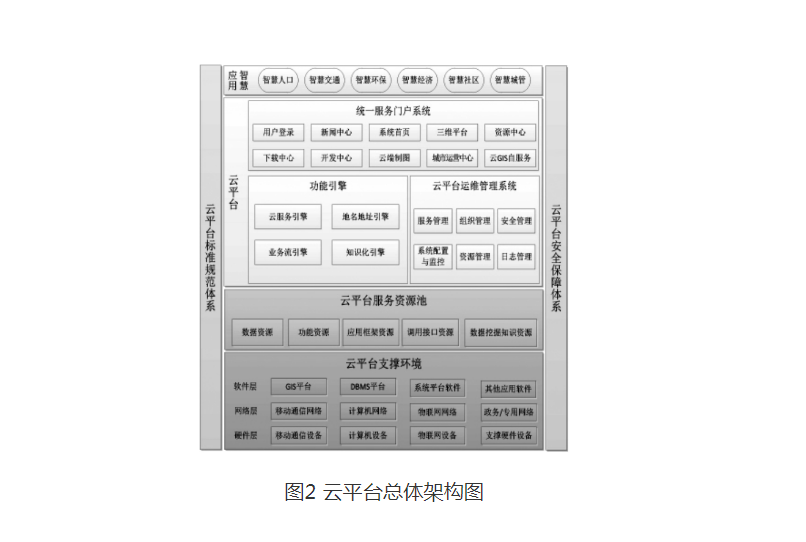 智慧
应用
智慧人口 智慧交通 智慧环保 智慧经济 智慧社区 智慧城管
云平台标准规范体系
云平台
统一服务门户系统
用户登录 新闻中心 系统首页 三维平台 资源中心
下载中心 开发中心 云端制图 城市运营中心 云GIS自服务
功能引擎
云服务引擎 地名地址引擎
业务流引擎 知识化引擎
云平台运维管理系统
服务管理 组织管理 安全管理
系统配置
与监控 资源管理 日志管理
云平台安全保障体系
云平台服务资源池
数据资源 功能资源 应用框架资源 调用接口资源 数据挖掘知识资源
云平台支撑环境
软件层 GIS平台 DBMS平台 系统平台软件 其他应用软件
网络层 移动通信网络 计算机网络 物联网网络 政务/专用网络
硬件层 移动通信设备 计算机设备 物联网设备 支撑硬件设备
图2 云平台总体架构图